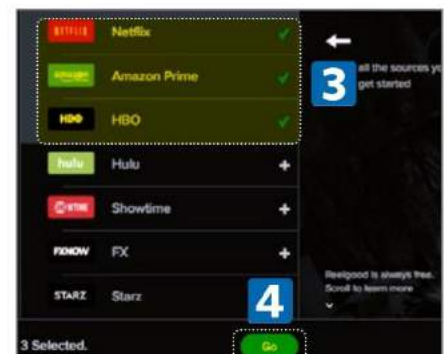 NETFLIX Netflix
amazon Amazon Prime
HBO HBO
hulu Hulu
SHOWTIME Showtime
FXNOW FX
STARZ Starz
3 Selected.
Go
3
4
all the sources yo
get started
Reelgood is always free.
Scroll to learn more